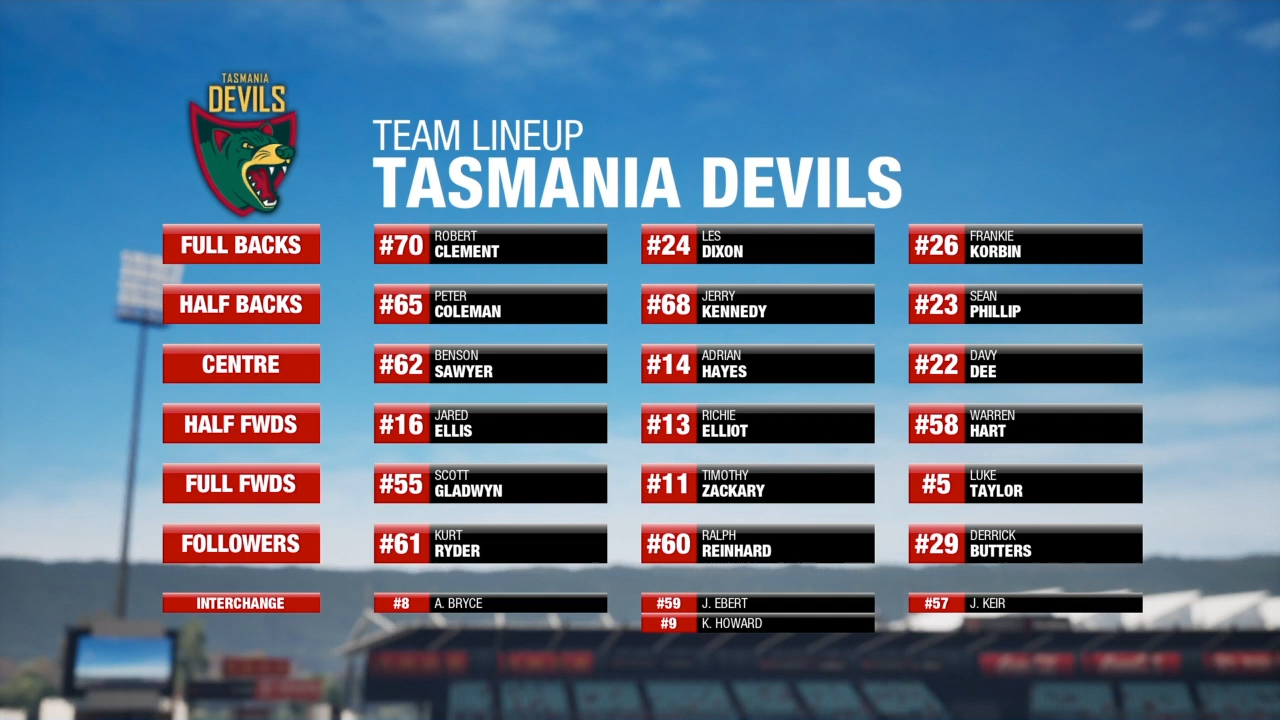 TASMANIA
DEVILS
TEAM LINEUP
TASMANIA DEVILS
FULL BACKS
#70 ROBERT CLEMENT
#24 LES DIXON
#26 FRANKIE KORBIN
HALF BACKS
#65 PETER COLEMAN
#68 JERRY KENNEDY
#23 SEAN PHILLIP
CENTRE
#62 BENSON SAWYER
#14 ADRIAN HAYES
#22 DAVY DEE
HALF FWDS
#16 JARED ELLIS
#13 RICHIE ELLIOT
#58 WARREN HART
FULL FWDS
#55 SCOTT GLADWYN
#11 TIMOTHY ZACKARY
#5 LUKE TAYLOR
FOLLOWERS
#61 KURT RYDER
#60 RALPH REINHARD
#29 DERRICK BUTTERS
INTERCHANGE
#8 A. BRYCE
#59 J. EBERT
#57 J. KEIR
#9 K. HOWARD